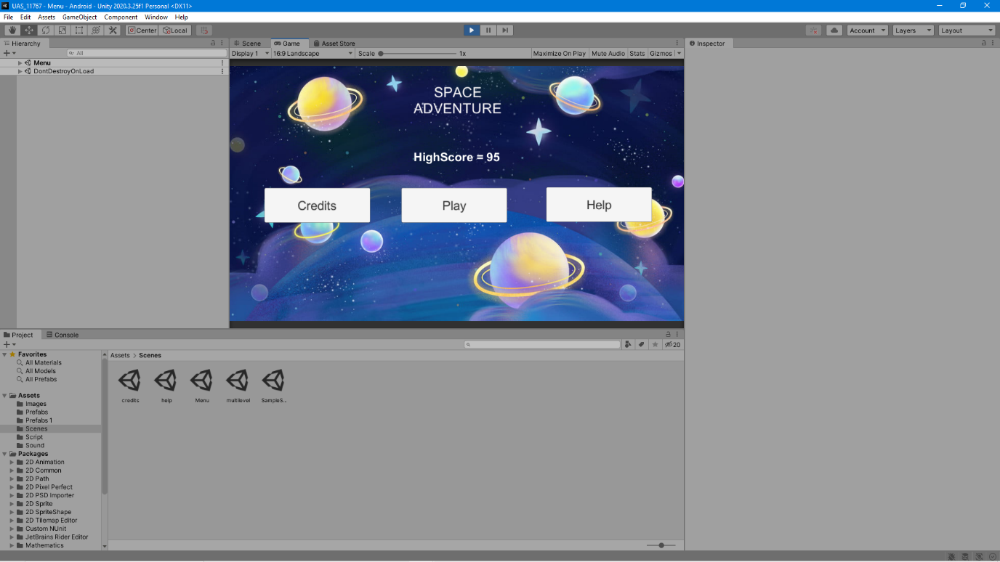 UAS_11767 - Menu - Android - Unity 2020.3.25f1 Personal <DX11>
File Edit Assets GameObject Component Window Help
Center Local Account Layers Layout
Hierarchy Scene Game Asset Store Inspector
All Display 1 16:9 Landscape Scale 1x Maximize On Play Mute Audio Stats Gizmos
Menu
DontDestroyOnLoad
SPACE
ADVENTURE
HighScore = 95
Credits Play Help
Project Console
20
Favorites
All Materials
All Models
All Prefabs
Assets
Images
Prefabs
Prefabs 1
Scenes
Script
Sound
Packages
2D Animation
2D Common
2D Path
2D Pixel Perfect
2D PSD Importer
2D Sprite
2D SpriteShape
2D Tilemap Editor
Custom NUnit
JetBrains Rider Editor
Mathematics
Assets > Scenes
credits help Menu multilevel SampleS...